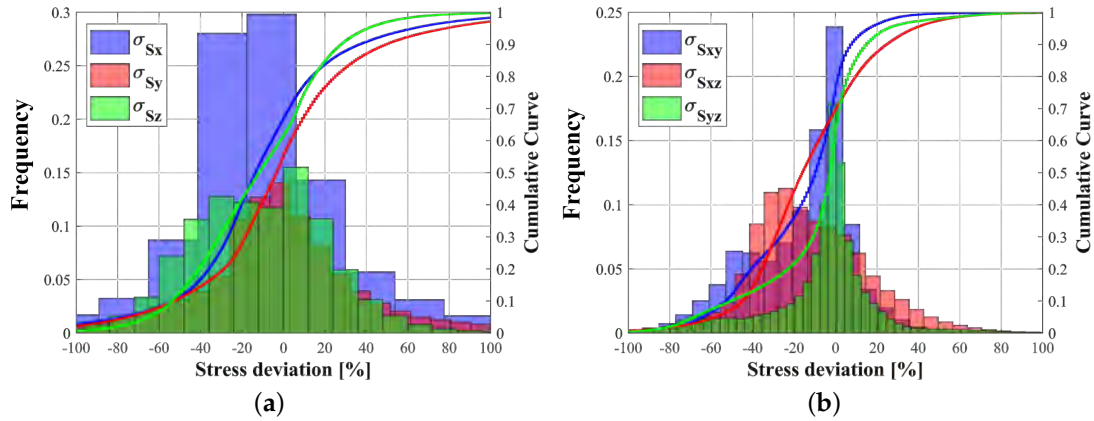 0.3
0.25
0.2
0.15
0.1
0.05
0
Frequency
σSx
σSy
σSz
1
0.9
0.8
0.7
0.6
0.5
0.4
0.3
0.2
0.1
0
Cumulative Curve
-100 -80 -60 -40 -20 0 20 40 60 80 100
Stress deviation [%]
(a)
0.25
0.2
0.15
0.1
0.05
0
Frequency
σSxy
σSxz
σSyz
1
0.9
0.8
0.7
0.6
0.5
0.4
0.3
0.2
0.1
0
Cumulative Curve
-100 -80 -60 -40 -20 0 20 40 60 80 100
Stress deviation [%]
(b)